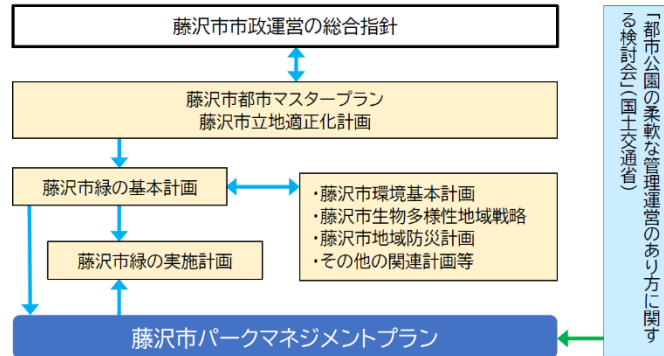 藤沢市市政運営の総合指針
藤沢市都市マスタープラン
藤沢市立地適正化計画
藤沢市緑の基本計画
・藤沢市環境基本計画
・藤沢市生物多様性地域戦略
・藤沢市地域防災計画
・その他の関連計画等
藤沢市緑の実施計画
藤沢市パークマネジメントプラン
「都市公園の柔軟な管理運営のあり方に関す
る検討会」（国土交通省）